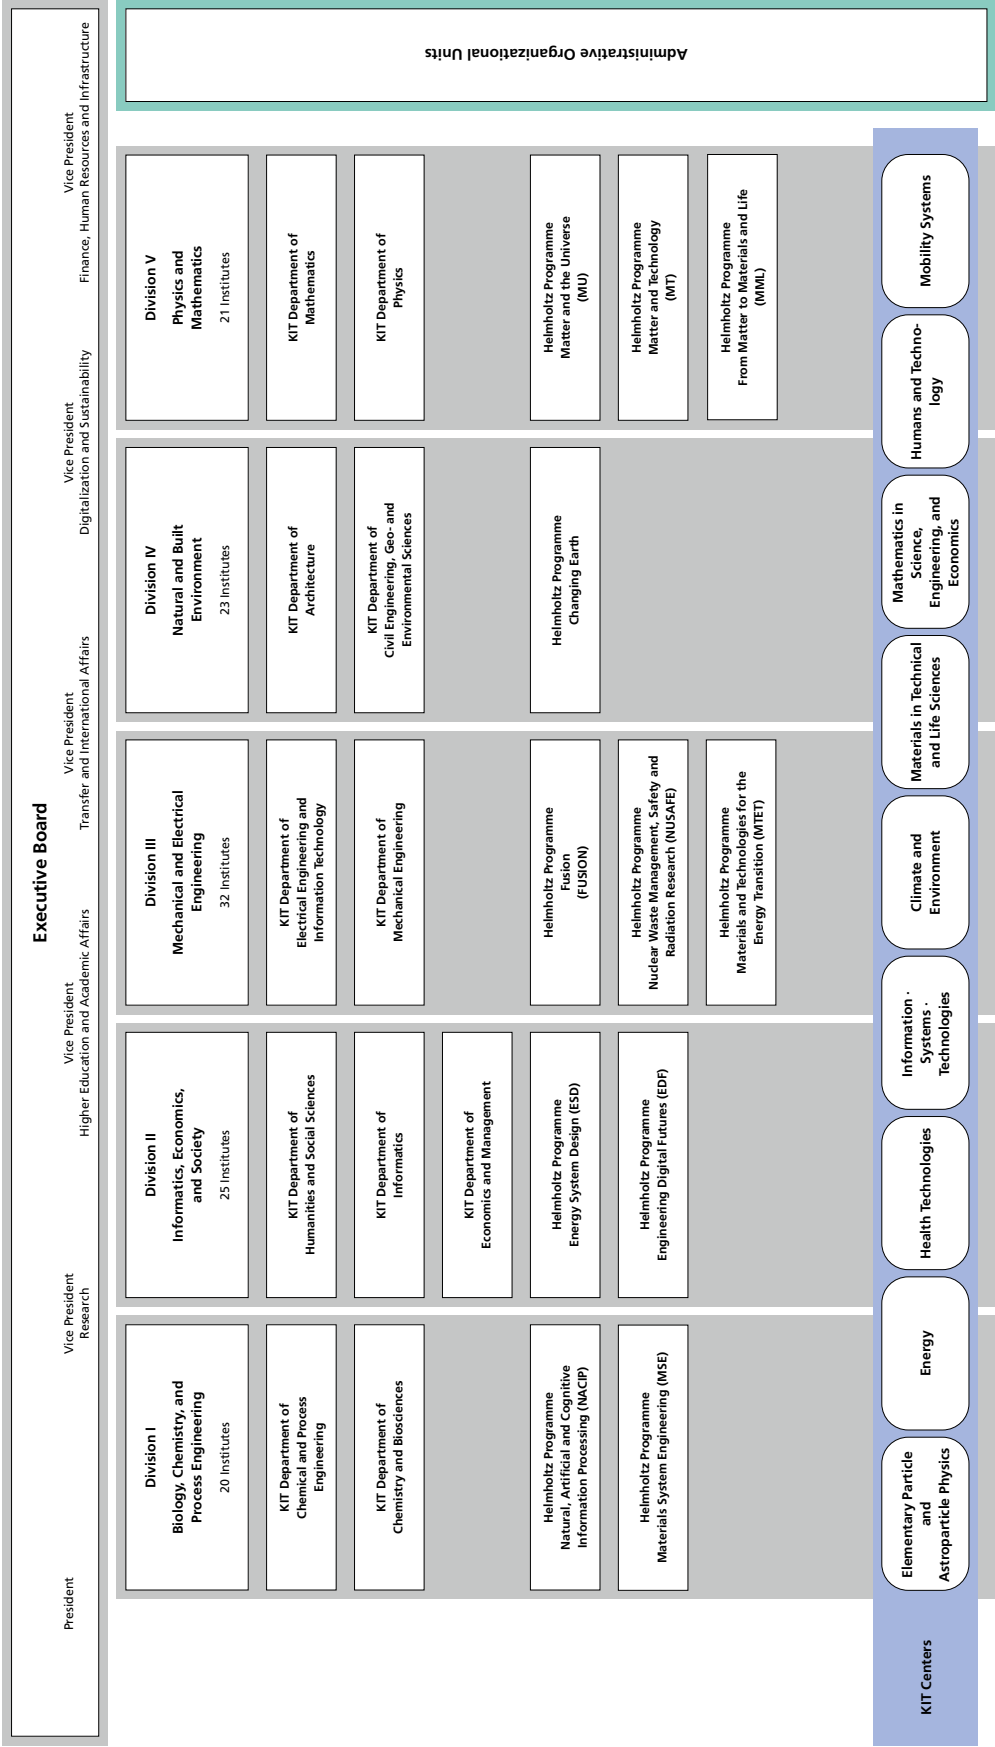 Executive Board
President
Vice President
Research
Vice President
Higher Education and Academic Affairs
Vice President
Transfer and International Affairs
Vice President
Digitalization and Sustainability
Vice President
Finance, Human Resources and Infrastructure
Division I
Biology, Chemistry, and
Process Engineering
20 Institutes
KIT Department of
Chemical and Process
Engineering
KIT Department of
Chemistry and Biosciences
Helmholtz Programme
Natural, Artificial and Cognitive
Information Processing (NACIP)
Helmholtz Programme
Materials System Engineering (MSE)
Division II
Informatics, Economics,
and Society
25 Institutes
KIT Department of
Humanities and Social Sciences
KIT Department of
Informatics
KIT Department of
Economics and Management
Helmholtz Programme
Energy System Design (ESD)
Helmholtz Programme
Engineering Digital Futures (EDF)
Division III
Mechanical and Electrical
Engineering
32 Institutes
KIT Department of
Electrical Engineering and
Information Technology
KIT Department of
Mechanical Engineering
Helmholtz Programme
Fusion
(FUSION)
Helmholtz Programme
Nuclear Waste Management, Safety and
Radiation Research (NUSAFE)
Helmholtz Programme
Materials and Technologies for the
Energy Transition (MTET)
Division IV
Natural and Built
Environment
23 Institutes
KIT Department of
Architecture
KIT Department of
Civil Engineering, Geo- and
Environmental Sciences
Helmholtz Programme
Changing Earth
Division V
Physics and
Mathematics
21 Institutes
KIT Department of
Mathematics
KIT Department of
Physics
Helmholtz Programme
Matter and the Universe
(MU)
Helmholtz Programme
Matter and Technology
(MT)
Helmholtz Programme
From Matter to Materials and Life
(MML)
Administrative Organizational Units
KIT Centers
Elementary Particle
and
Astroparticle Physics
Energy
Health Technologies
Information ·
Systems ·
Technologies
Climate and
Environment
Materials in Technical
and Life Sciences
Mathematics in
Science,
Engineering, and
Economics
Humans and Techno-
logy
Mobility Systems